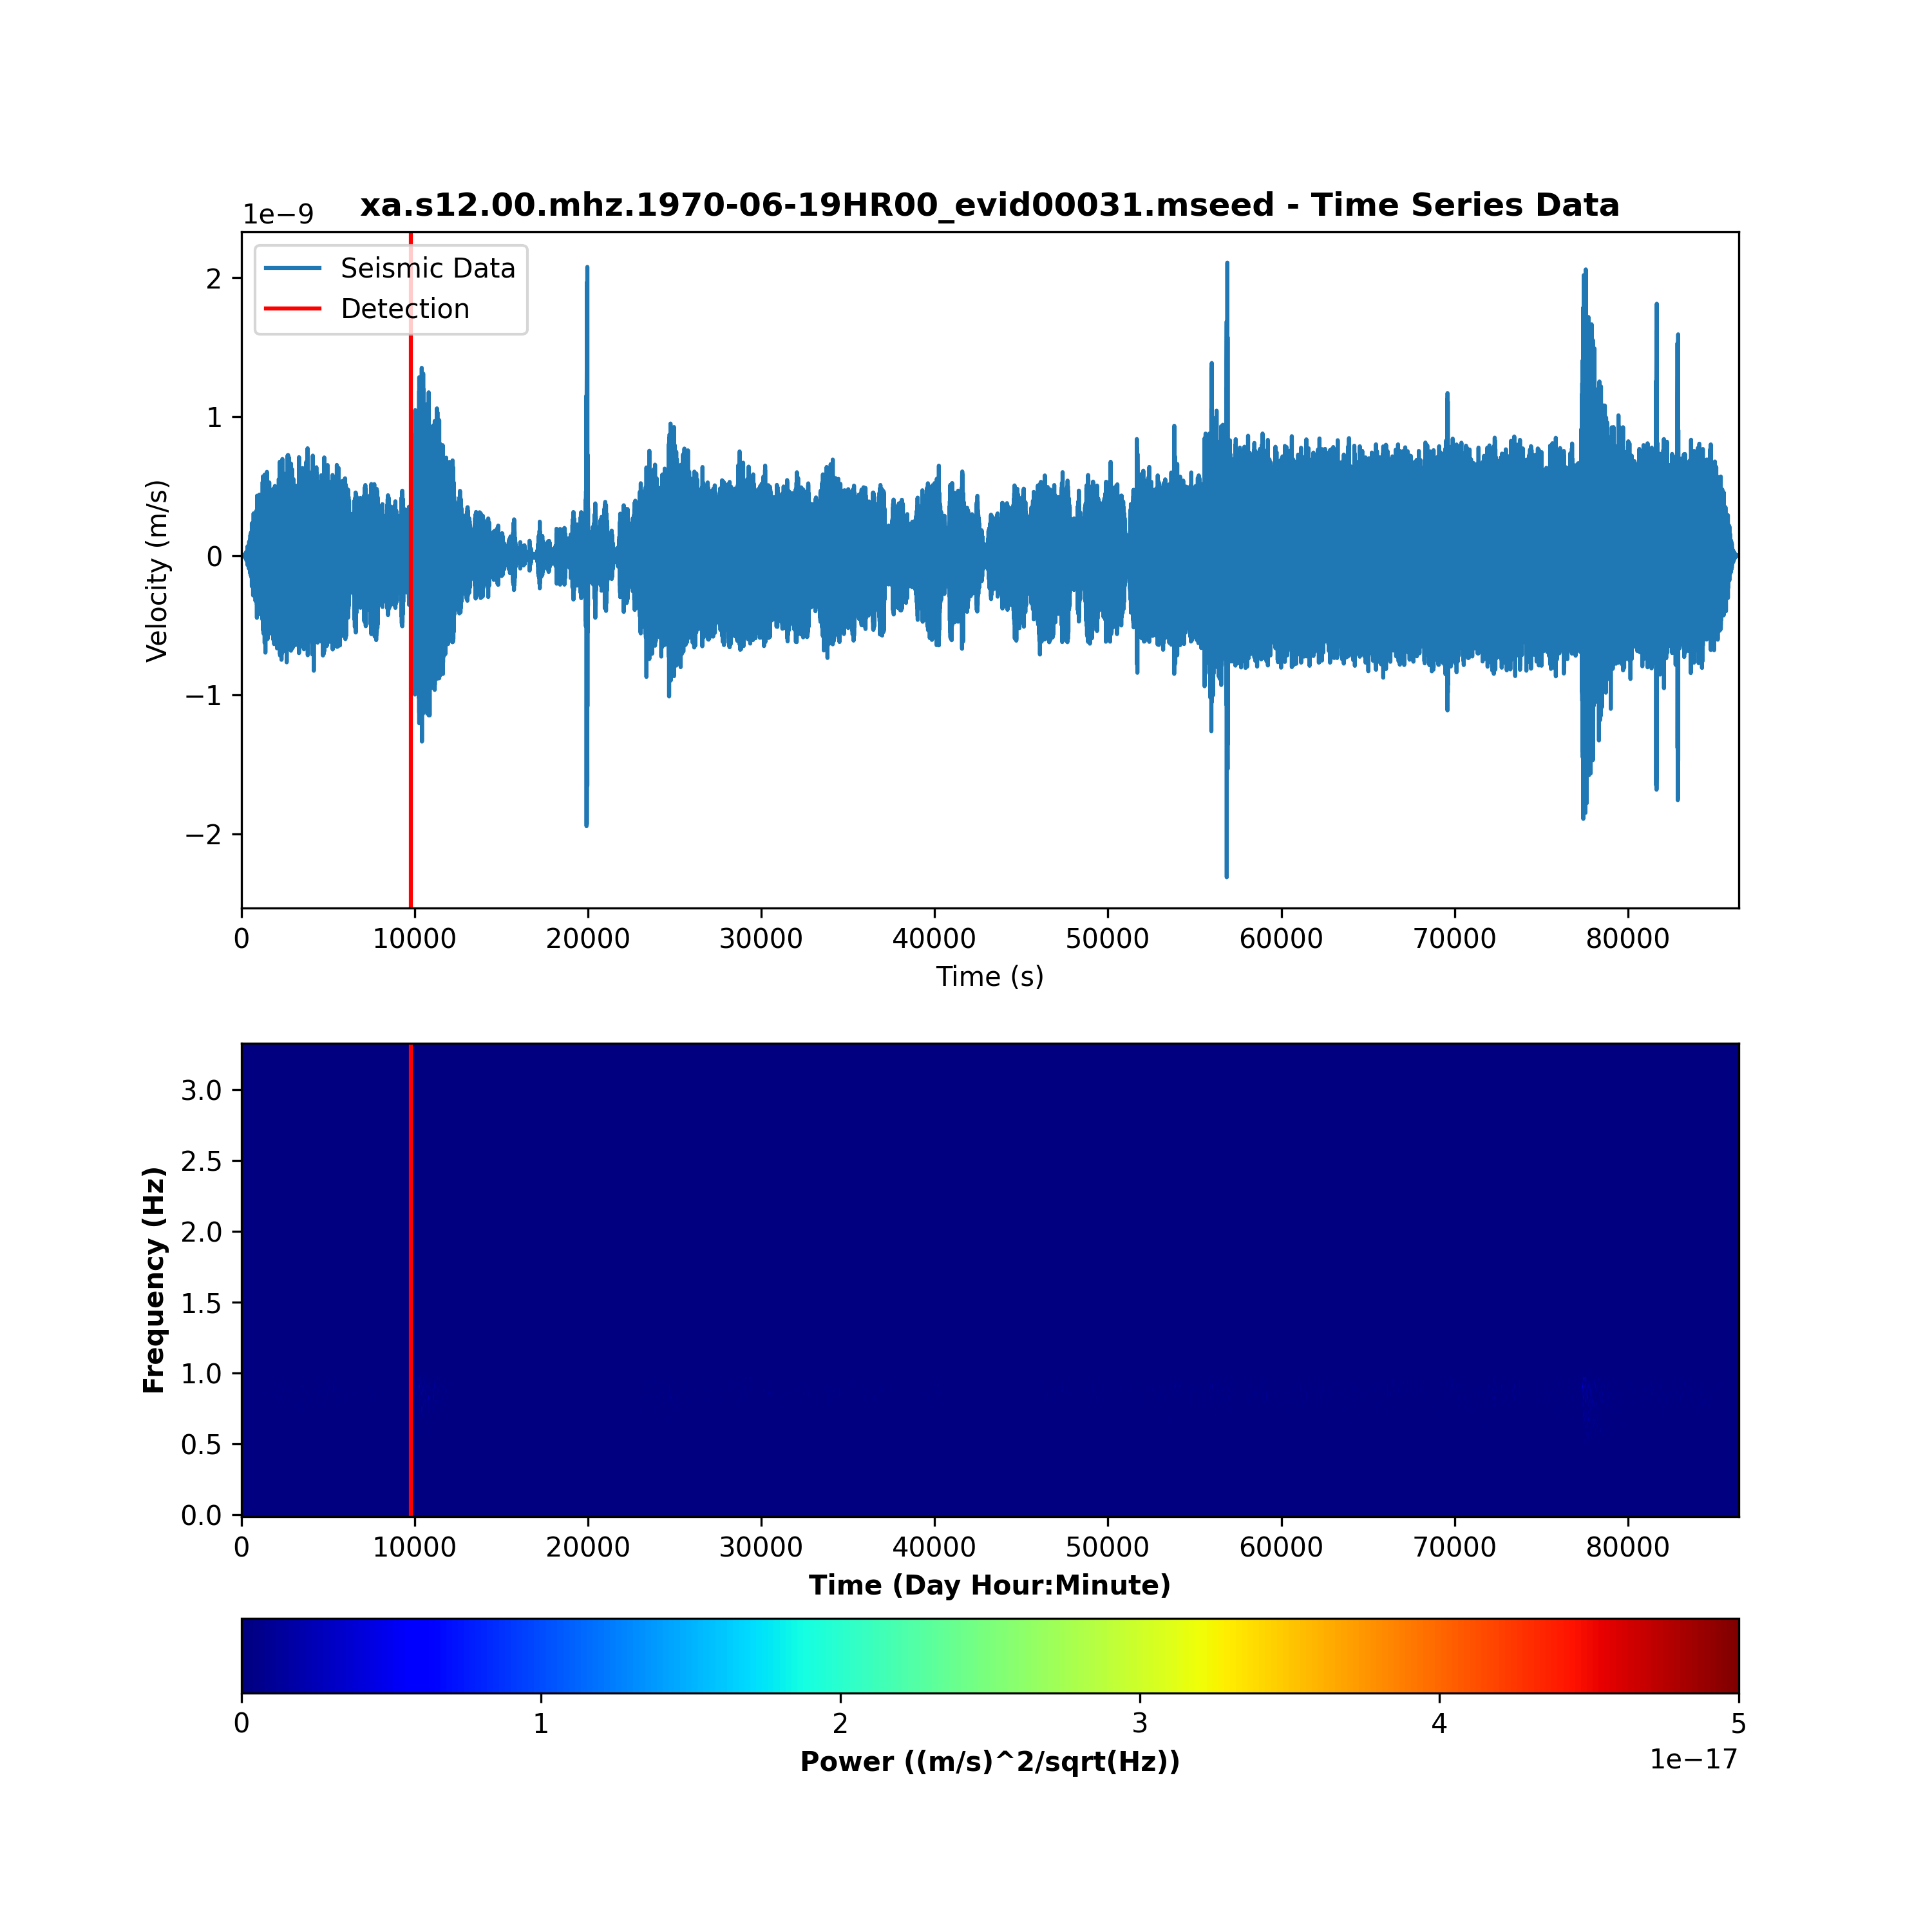 xa.s12.00.mhz.1970-06-19HR00_evid00031.mseed - Time Series Data
1e−9
Seismic Data
Detection
2
1
0
−1
−2
Velocity (m/s)
0 10000 20000 30000 40000 50000 60000 70000 80000
Time (s)
3.0
2.5
2.0
1.5
1.0
0.5
0.0
Frequency (Hz)
0 10000 20000 30000 40000 50000 60000 70000 80000
Time (Day Hour:Minute)
0 1 2 3 4 5
Power ((m/s)^2/sqrt(Hz))
1e−17